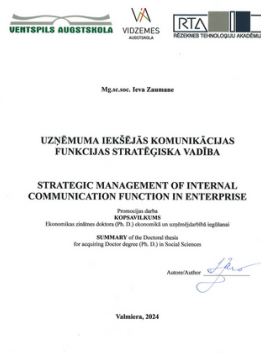 VENTSPILS AUGSTSKOLA
VIDZEMES
AUGSTSKOLA
RTA
RĒZEKNES TEHNOLOĢIJU AKADĒMIJA
Mg.sc.soc. Ieva Zaumane
UZŅĒMUMA IEKŠĒJĀS KOMUNIKĀCIJAS
FUNKCIJAS STRATĒĢISKA VADĪBA
STRATEGIC MANAGEMENT OF INTERNAL
COMMUNICATION FUNCTION IN ENTERPRISE
Promocijas darba
KOPSAVILKUMS
Ekonomikas zinātnes doktora (Ph. D.) ekonomikā un uzņēmējdarbībā iegūšanai
SUMMARY of the Doctoral thesis
for acquiring Doctor degree (Ph. D.) in Social Sciences
Autore/Author
Valmiera, 2024